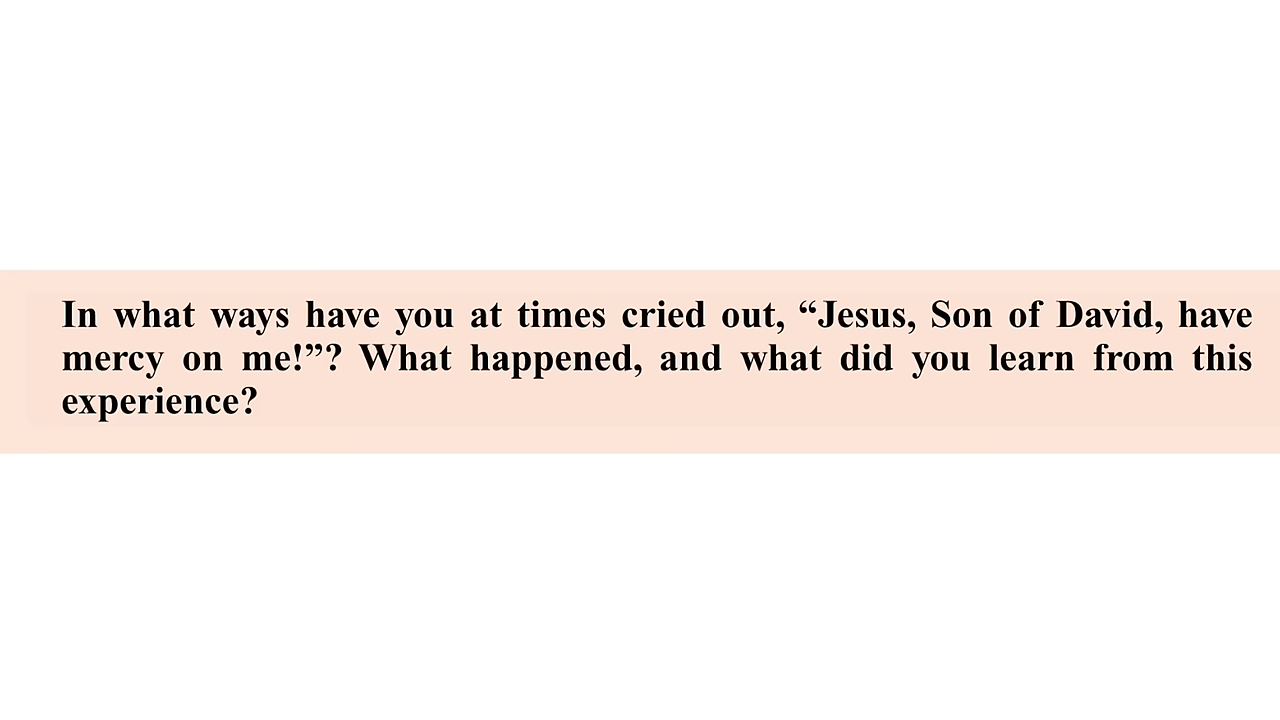 In what ways have you at times cried out, “Jesus, Son of David, have
mercy on me!”? What happened, and what did you learn from this
experience?